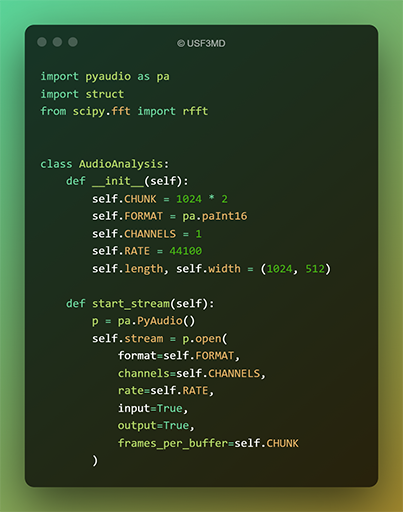 © USF3MD
import pyaudio as pa
import struct
from scipy.fft import rfft
class AudioAnalysis:
    def __init__(self):
        self.CHUNK = 1024 * 2
        self.FORMAT = pa.paInt16
        self.CHANNELS = 1
        self.RATE = 44100
        self.length, self.width = (1024, 512)
    def start_stream(self):
        p = pa.PyAudio()
        self.stream = p.open(
            format=self.FORMAT,
            channels=self.CHANNELS,
            rate=self.RATE,
            input=True,
            output=True,
            frames_per_buffer=self.CHUNK
        )